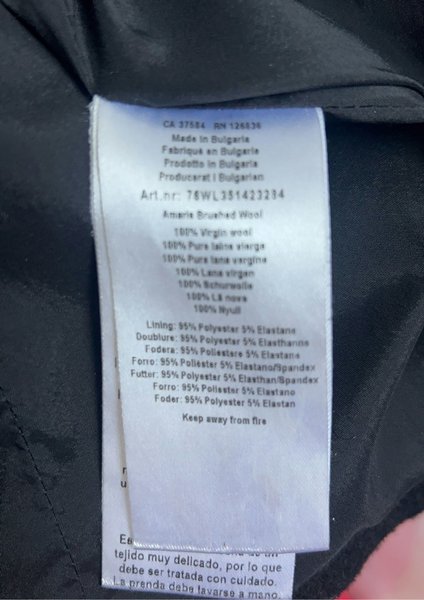 CA 37584 RN 126636
Made in Bulgaria
Fabriqué en Bulgarie
Prodotto in Bulgaria
Producerat i Bulgarien
Art.nr: 76WL351423234
Amaris Brushed Wool
100% Virgin wool
100% Pure laine vierge
100% Pura lana vergine
100% Lana virgen
100% Schurwolle
100% Lã nova
100% Nyull
Lining: 95% Polyester 5% Elastane
Doublure: 95% Polyester 5% Elasthanne
Fodera: 95% Poliestere 5% Elastane
Forro: 95% Poliéster 5% Elastano/Spandex
Futter: 95% Polyester 5% Elasthan/Spandex
Forro: 95% Poliéster 5% Elastano
Foder: 95% Polyester 5% Elastan
Keep away from fire
Es
tejido muy delicado, por lo que
debe ser tratada con cuidado.
La prenda debe lavarse a mano